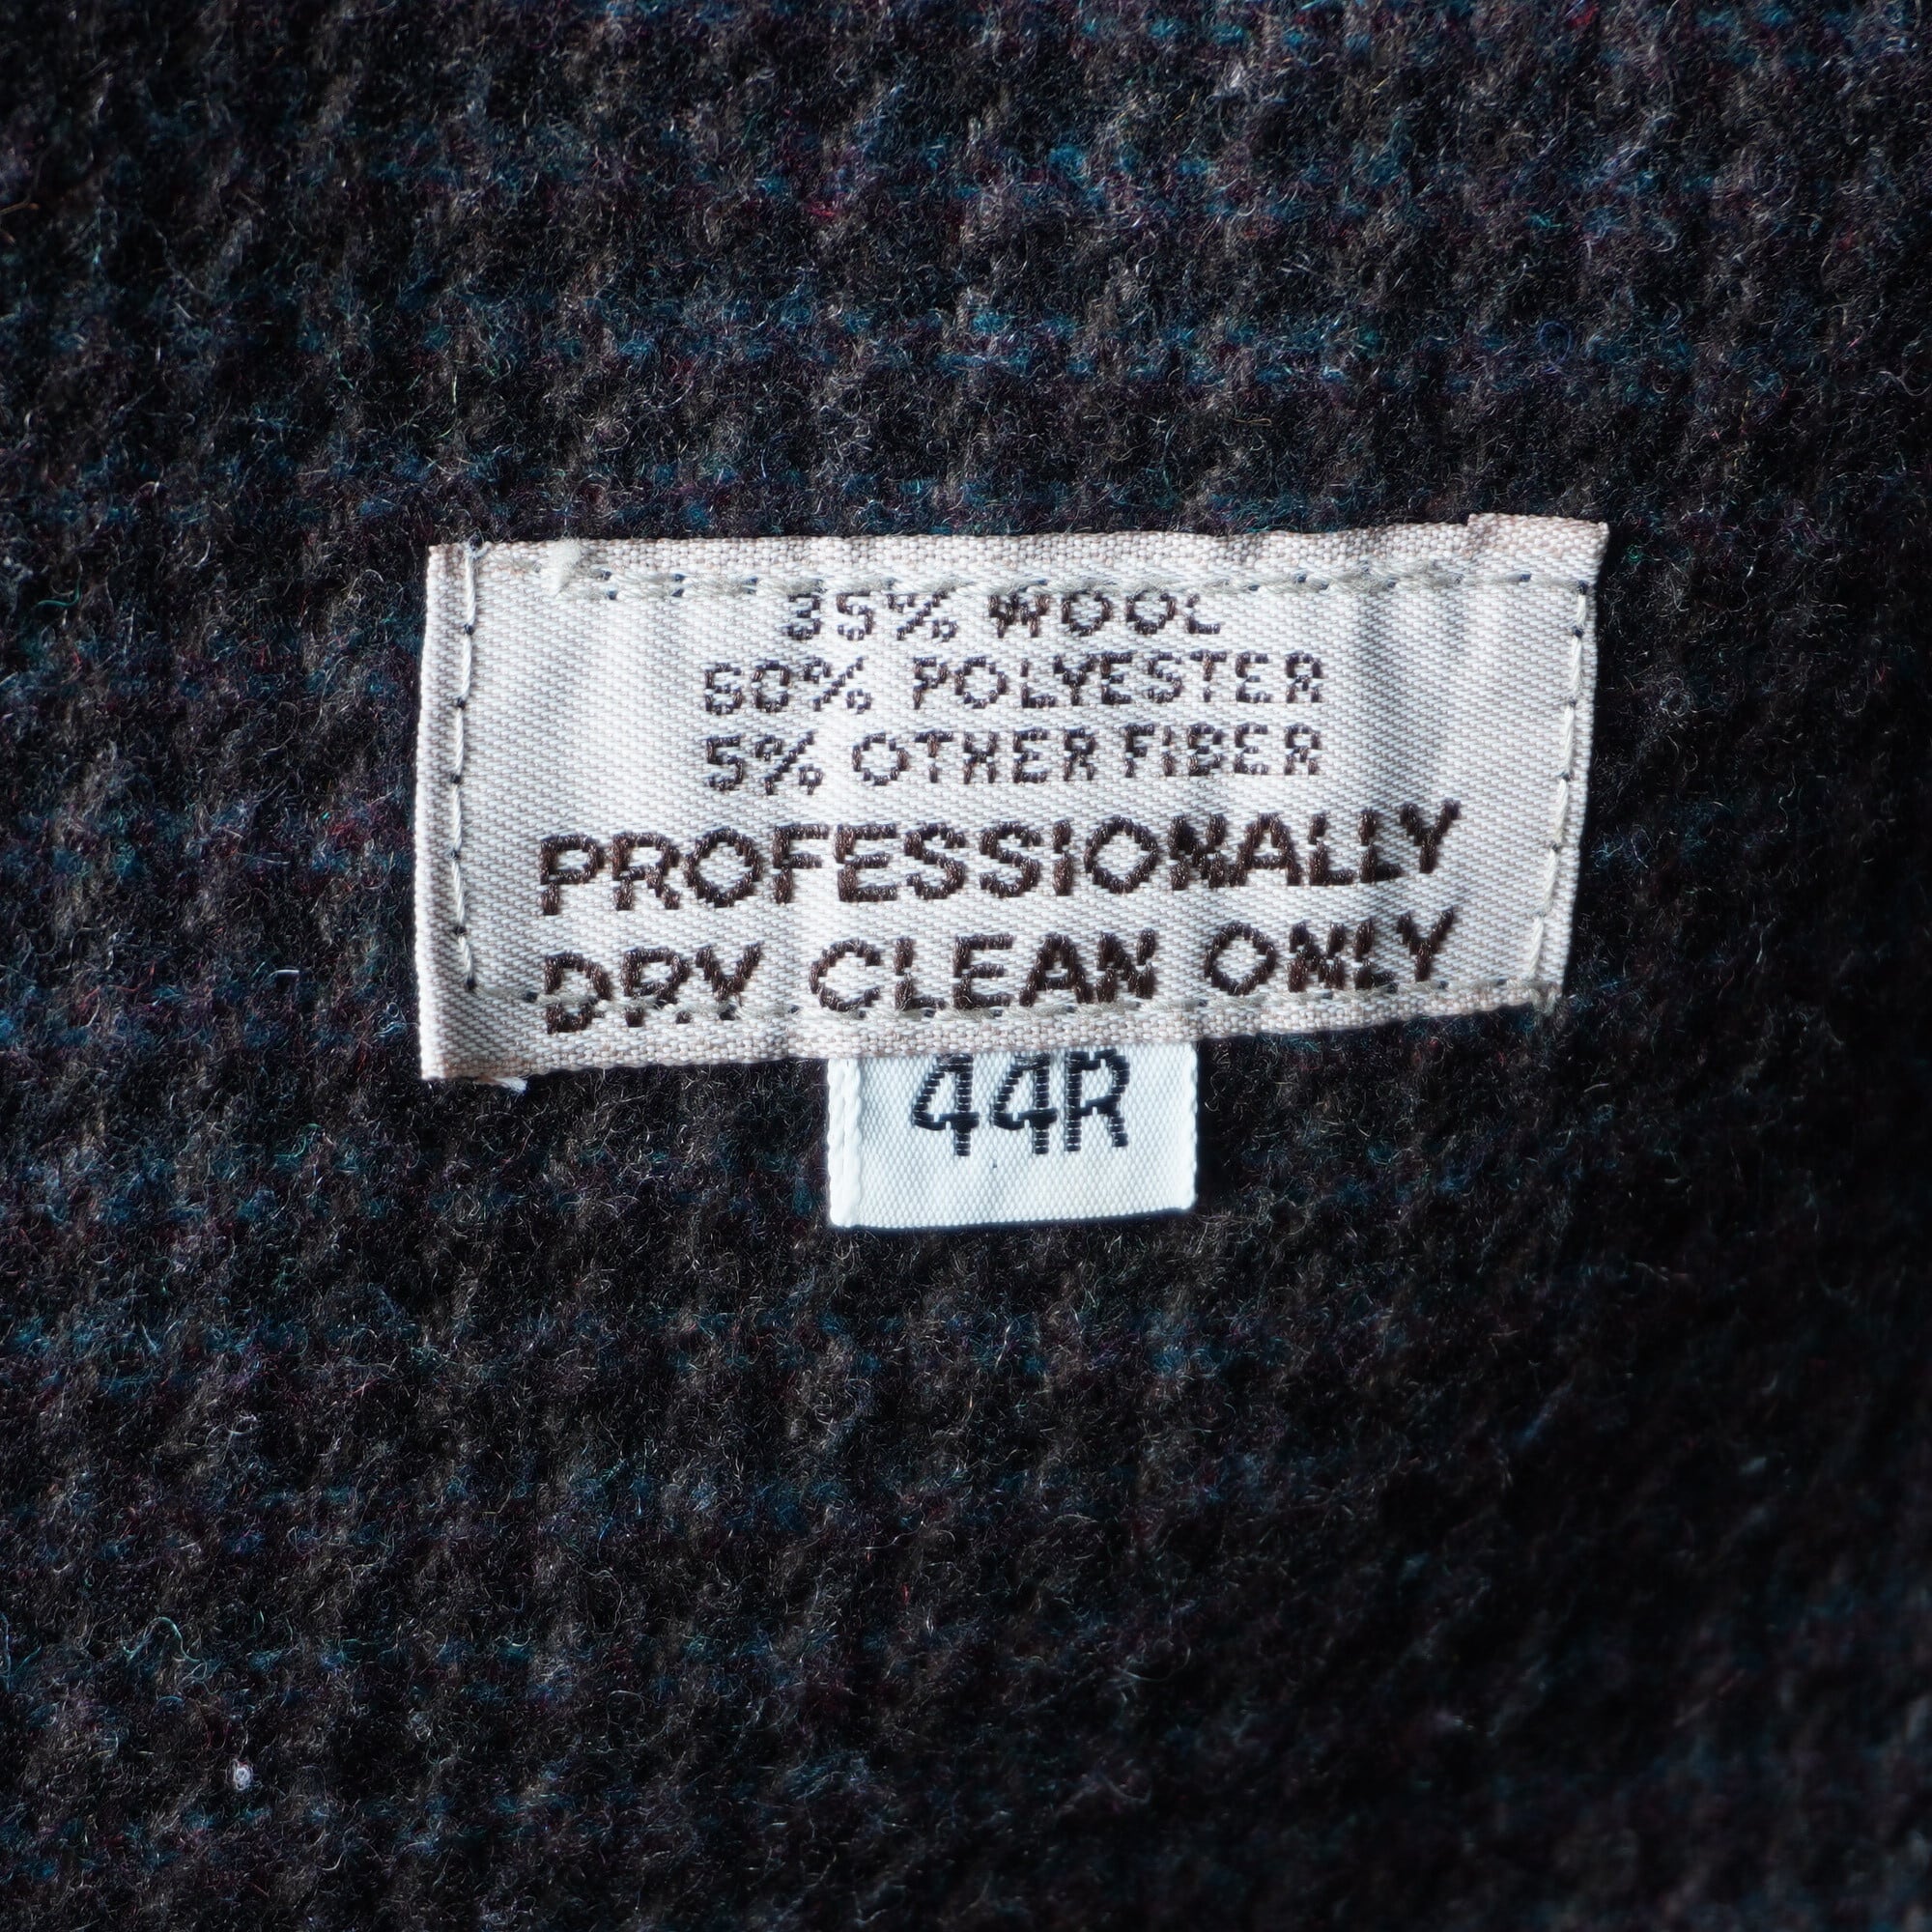 35% WOOL
60% POLYESTER
5% OTHER FIBER
PROFESSIONALLY
DRY CLEAN ONLY
44R